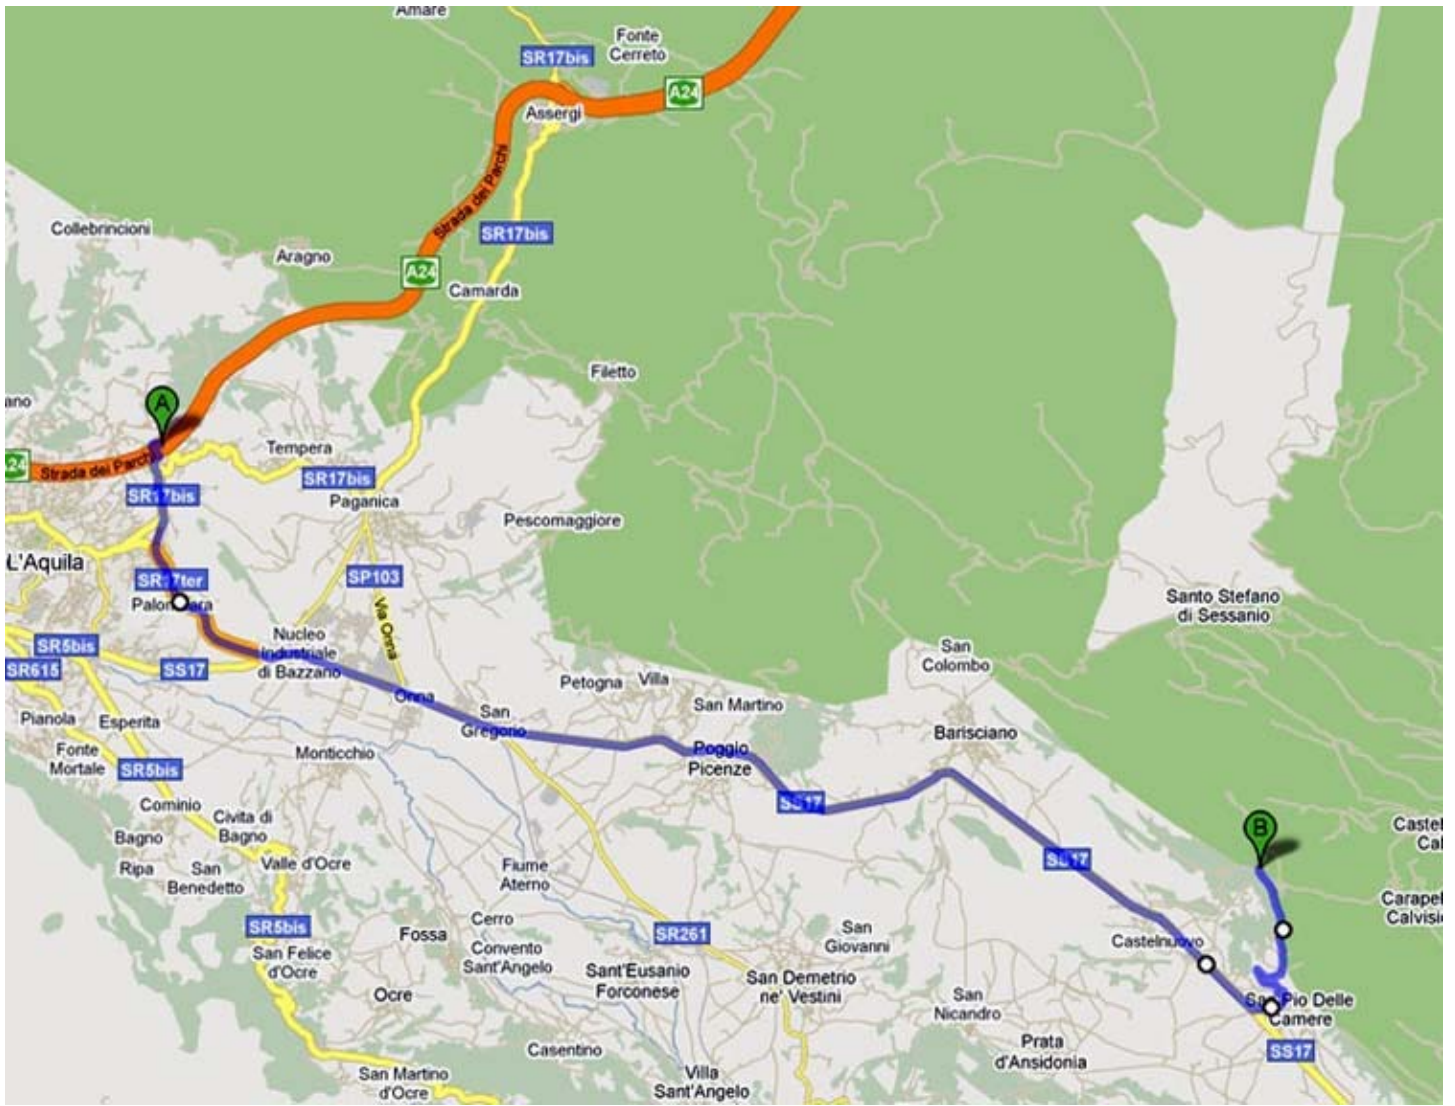 Amare
Fonte
Cerreto
SR17bis
A24
Assergi
Strada dei Parchi
SR17bis
Collebrincioni
Aragno
A24
Camarda
Filetto
ano
A
Tempera
24
Strada dei Parchi
SR17bis
SR17bis
Paganica
Pescomaggiore
L'Aquila
SR17ter
SP103
Via Onna
Santo Stefano
di Sessanio
Nucleo
industriale
di Bazzano
SR5bis
SR615
SS17
San
Colombo
Petogna
Villa
Onna
San Martino
San
Gregorio
Pianola
Esperita
Barisciano
Fonte
Mortale
Monticchio
Poggio
Picenze
SR5bis
SS17
Cominio
Civita di
Bagno
B
Castel
Cal
Bagno
Ripa
San
Benedetto
Valle d'Ocre
Fiume
Aterno
SS17
Carapel
Calvisio
SR5bis
Cerro
Fossa
SR261
San
Giovanni
Castelnuovo
San Felice
d'Ocre
Convento
Sant'Angelo
Sant'Eusanio
Forconese
San Demetrio
ne' Vestini
Ocre
San
Nicandro
Pio Delle
Camere
Prata
d'Ansidonia
SS17
Casentino
San Martino
d'Ocre
Villa
Sant'Angelo